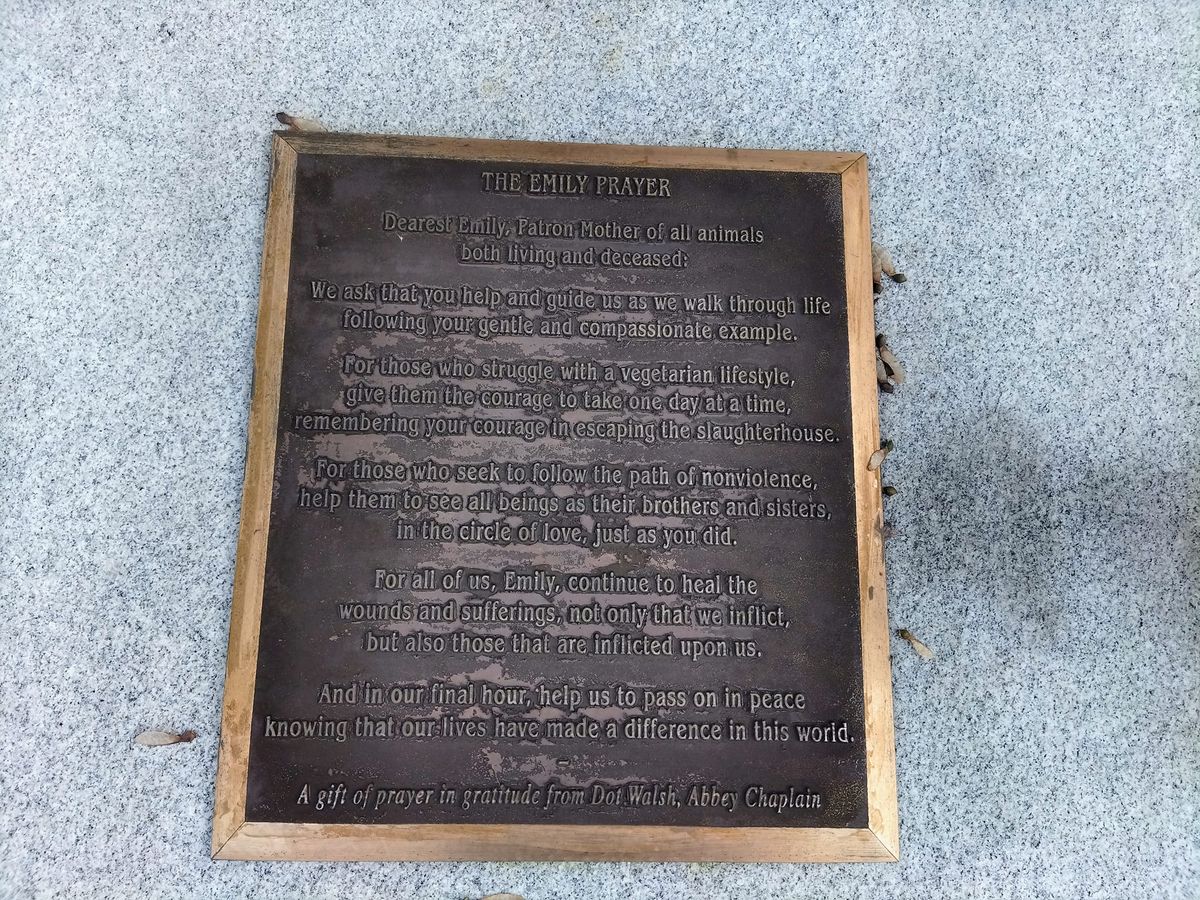 THE EMILY PRAYER
Dearest Emily, Patron Mother of all animals
both living and deceased:
We ask that you help and guide us as we walk through life
following your gentle and compassionate example.
For those who struggle with a vegetarian lifestyle,
give them the courage to take one day at a time,
remembering your courage in escaping the slaughterhouse.
For those who seek to follow the path of nonviolence,
help them to see all beings as their brothers and sisters,
in the circle of love, just as you did.
For all of us, Emily, continue to heal the
wounds and sufferings, not only that we inflict,
but also those that are inflicted upon us.
And in our final hour, help us to pass on in peace
knowing that our lives have made a difference in this world.
–
A gift of prayer in gratitude from Dot Walsh, Abbey Chaplain